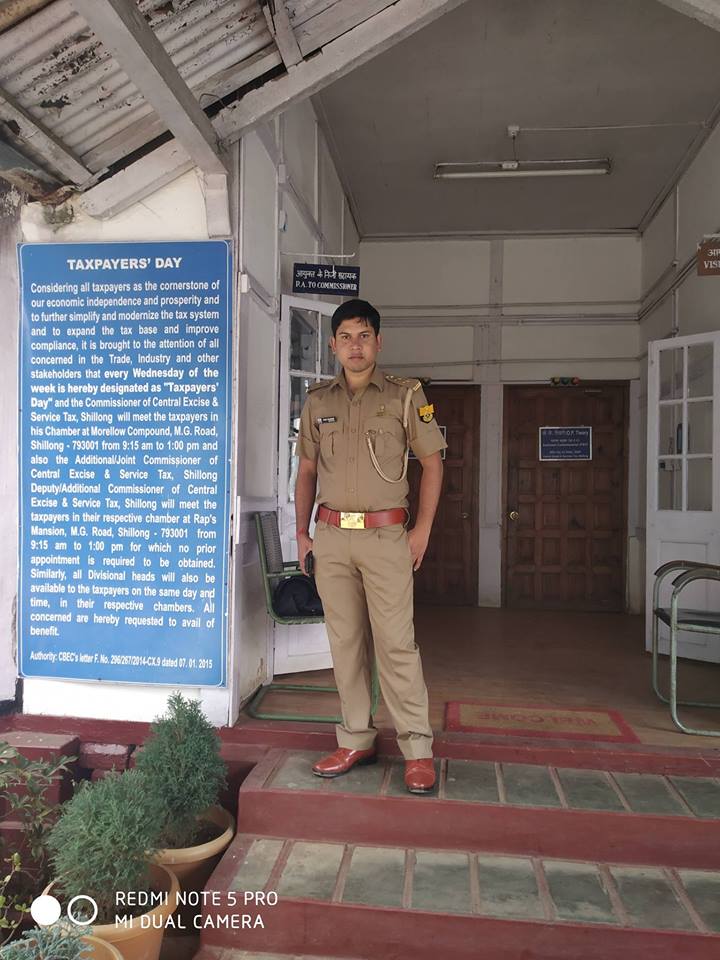 TAXPAYERS' DAY
Considering all taxpayers as the cornerstone of
our economic independence and prosperity and
to further simplify and modernize the tax system
and to expand the tax base and improve
compliance, it is brought to the attention of all
concerned in the Trade, Industry and other
stakeholders that every Wednesday of the
week is hereby designated as "Taxpayers'
Day" and the Commissioner of Central Excise &
Service Tax, Shillong will meet the taxpayers in
his Chamber at Morellow Compound, M.G. Road,
Shillong - 793001 from 9:15 am to 1:00 pm and
also the Additional/Joint Commissioner of
Central Excise & Service Tax, Shillong
Deputy/Additional Commissioner of Central
Excise & Service Tax, Shillong will meet the
taxpayers in their respective chamber at Rap's
Mansion, M.G. Road, Shillong - 793001 from
9:15 am to 1:00 pm for which no prior
appointment is required to be obtained.
Similarly, all Divisional heads will also be
available to the taxpayers on the same day and
time, in their respective chambers. All
concerned are hereby requested to avail of
benefit.
Authority: CBEC's letter F. No. 296/267/2014-CX.9 dated 07. 01. 2015
आयुक्त के निजी सहायक
P.A. TO COMMISSIONER
WELCOME
REDMI NOTE 5 PRO
MI DUAL CAMERA